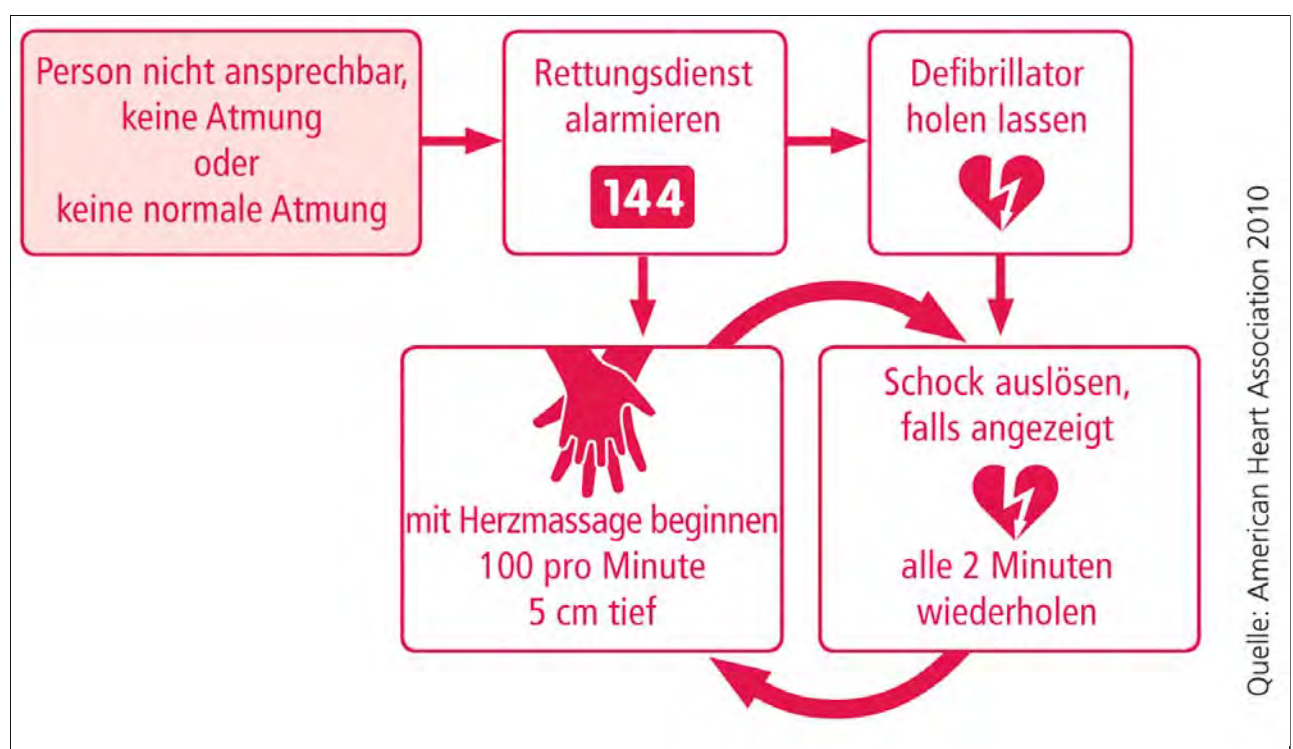 Person nicht ansprechbar,
keine Atmung
oder
keine normale Atmung
Rettungsdienst
alarmieren
144
Defibrillator
holen lassen
mit Herzmassage beginnen
100 pro Minute
5 cm tief
Schock auslösen,
falls angezeigt
alle 2 Minuten
wiederholen
Quelle: American Heart Association 2010